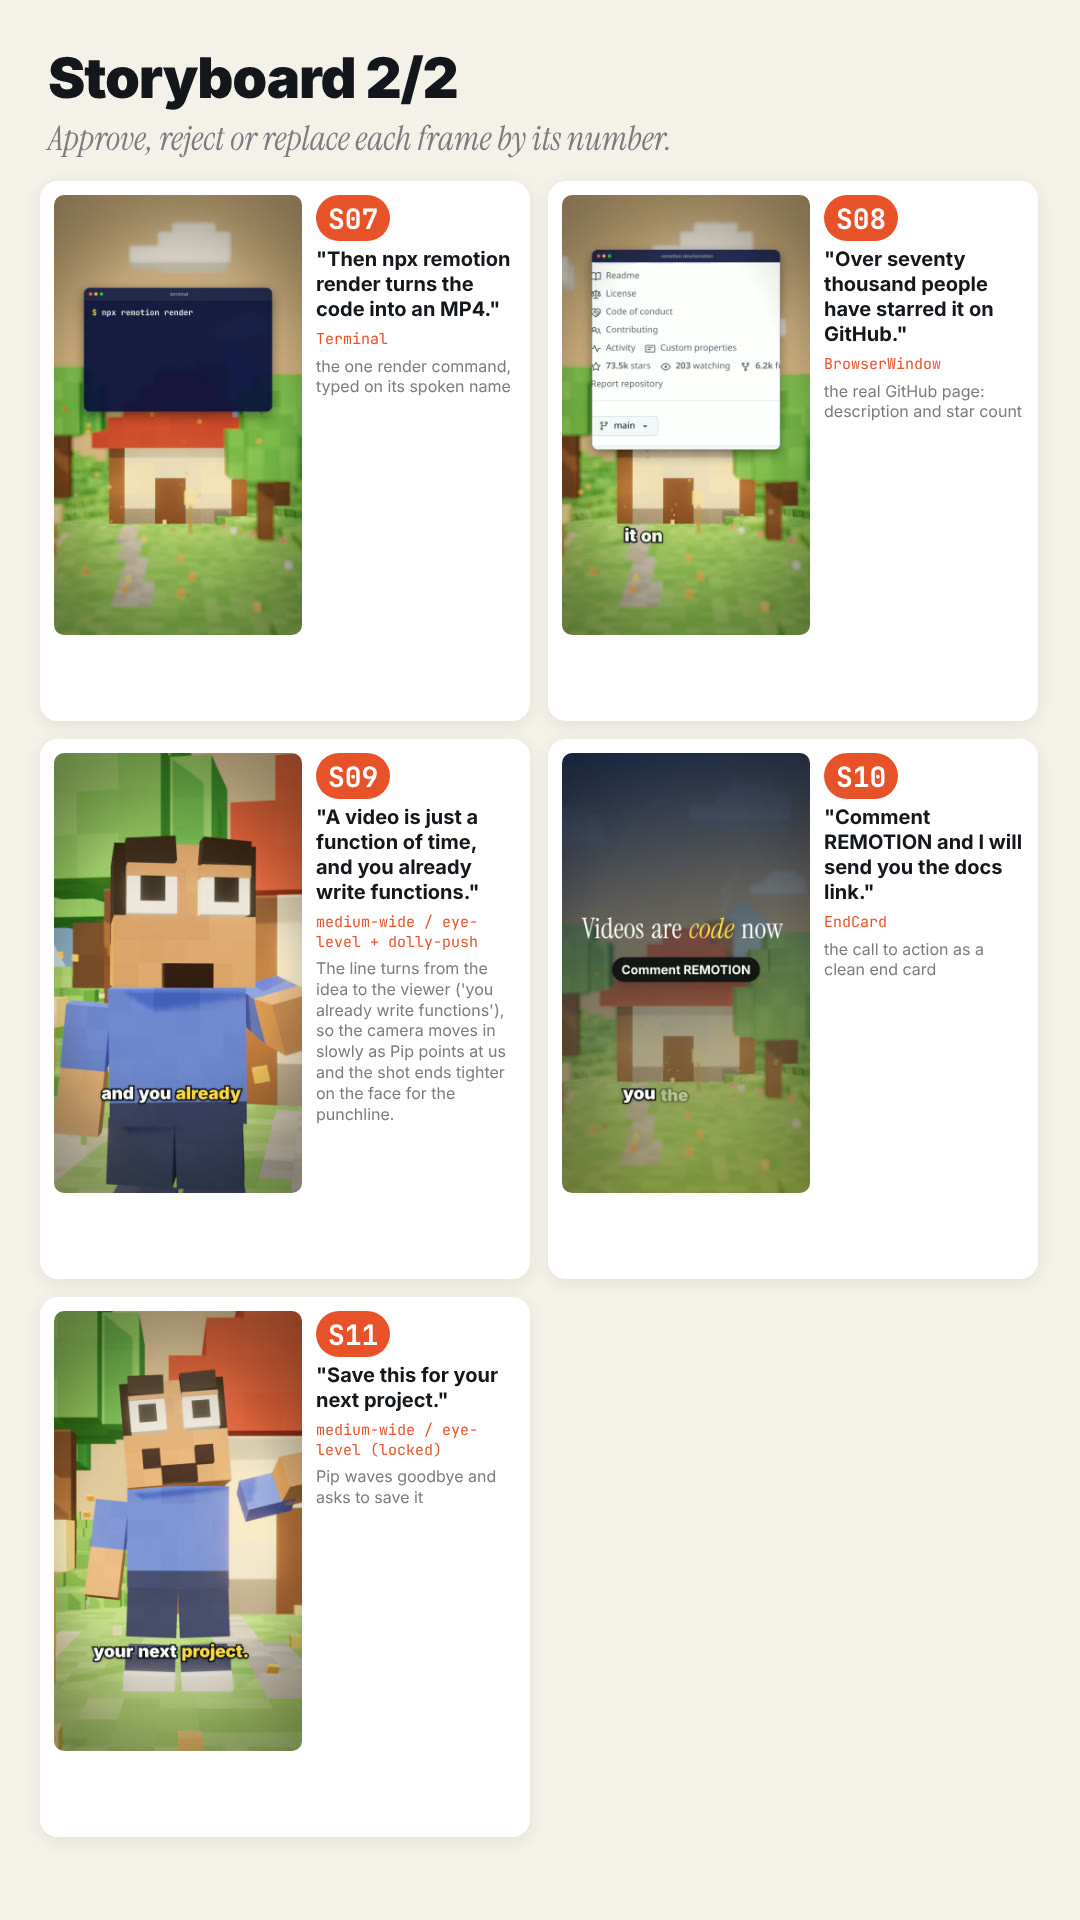 Storyboard 2/2
Approve, reject or replace each frame by its number.
terminal
$ npx remotion render
S07
"Then npx remotion
render turns the
code into an MP4."
Terminal
the one render command,
typed on its spoken name
Readme
License
Code of conduct
Contributing
Activity Custom properties
73.5k stars 203 watching 6.2k f
Report repository
main
it on
S08
"Over seventy
thousand people
have starred it on
GitHub."
BrowserWindow
the real GitHub page:
description and star count
and you already
S09
"A video is just a
function of time,
and you already
write functions."
medium-wide / eye-
level + dolly-push
The line turns from the
idea to the viewer ('you
already write functions'),
so the camera moves in
slowly as Pip points at us
and the shot ends tighter
on the face for the
punchline.
Videos are code now
Comment REMOTION
you the
S10
"Comment
REMOTION and I will
send you the docs
link."
EndCard
the call to action as a
clean end card
your next project.
S11
"Save this for your
next project."
medium-wide / eye-
level (locked)
Pip waves goodbye and
asks to save it